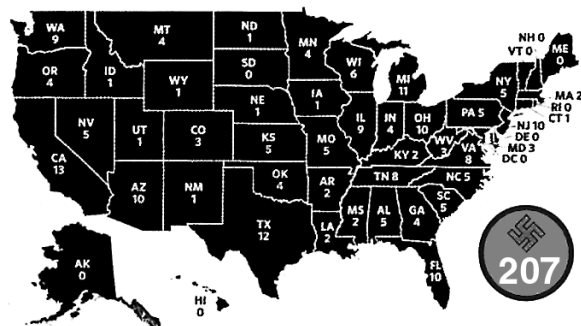 WA
9
OR
4
CA
13
NV
5
ID
1
MT
4
WY
1
UT
1
AZ
10
CO
3
NM
1
ND
1
SD
0
NE
1
KS
5
OK
4
TX
12
MN
4
IA
1
MO
5
AR
2
LA
2
WI
6
IL
9
MI
11
IN
4
OH
10
KY 2
TN 8
MS
2
AL
5
GA
4
FL
10
SC
5
NC 5
VA
8
WV
3
PA 5
NY
5
VT 0
NH 0
ME
0
MA 2
RI 0
CT 1
NJ 10
DE 0
MD 3
DC 0
AK
0
HI
0
207